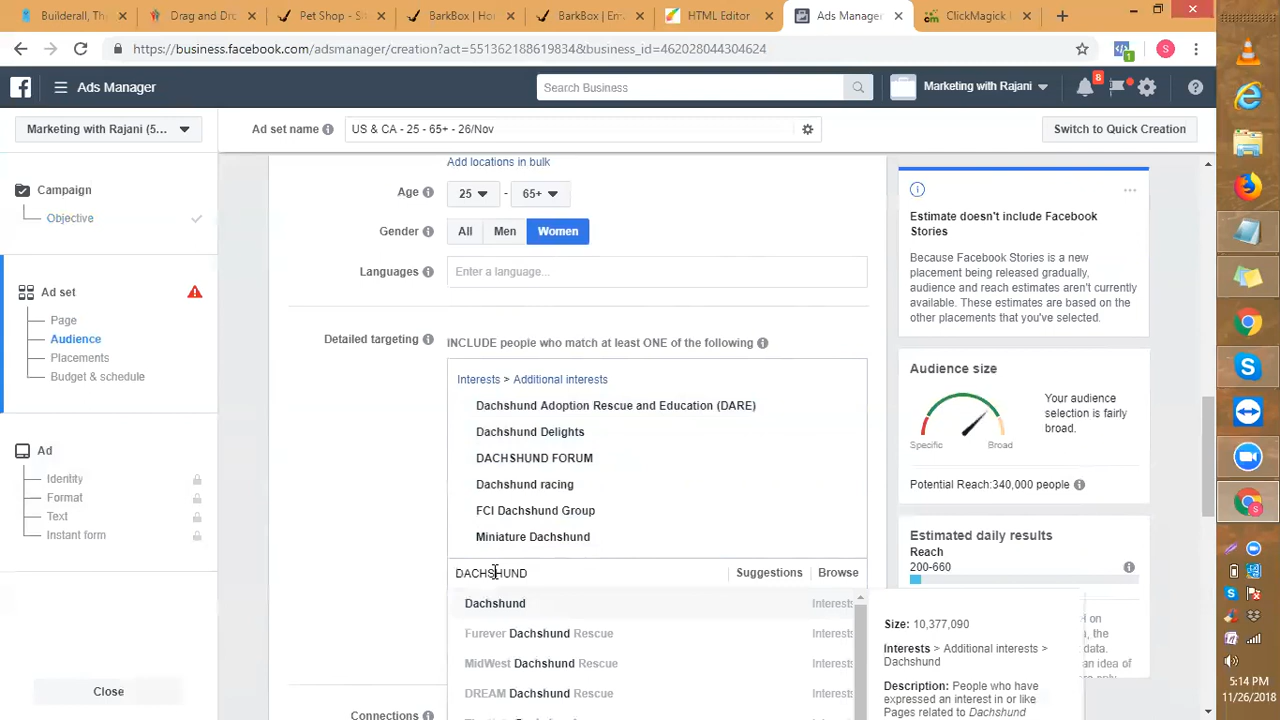 Builderall, Th
Drag and Dro
Pet Shop - St
BarkBox | Ho
BarkBox | Em
HTML Editor
Ads Manager
ClickMagick |
https://business.facebook.com/adsmanager/creation?act=551362188619834&business_id=462028044304624
S
1
Ads Manager
Search Business
Marketing with Rajani
8
Marketing with Rajani (5...
Ad set name
US & CA - 25 - 65+ - 26/Nov
Switch to Quick Creation
Campaign
Objective
Ad set
Page
Audience
Placements
Budget & schedule
Ad
Identity
Format
Text
Instant form
Close
Add locations in bulk
Age
25
-
65+
Gender
All
Men
Women
Languages
Enter a language...
Detailed targeting
INCLUDE people who match at least ONE of the following
Interests > Additional interests
Dachshund Adoption Rescue and Education (DARE)
Dachshund Delights
DACHSHUND FORUM
Dachshund racing
FCI Dachshund Group
Miniature Dachshund
DACHSHUND
Suggestions
Browse
Dachshund
Interests
Furever Dachshund Rescue
Interests
MidWest Dachshund Rescue
Interests
DREAM Dachshund Rescue
Interests
Connections
Estimate doesn't include Facebook
Stories
Because Facebook Stories is a new
placement being released gradually,
audience and reach estimates aren't currently
available. These estimates are based on the
other placements that you've selected.
Audience size
Specific
Broad
Your audience
selection is fairly
broad.
Potential Reach:340,000 people
Estimated daily results
Reach
200-660
Size: 10,377,090
Interests > Additional interests >
Dachshund
Description: People who have
expressed an interest in or like
Pages related to Dachshund
5:14 PM
11/26/2018